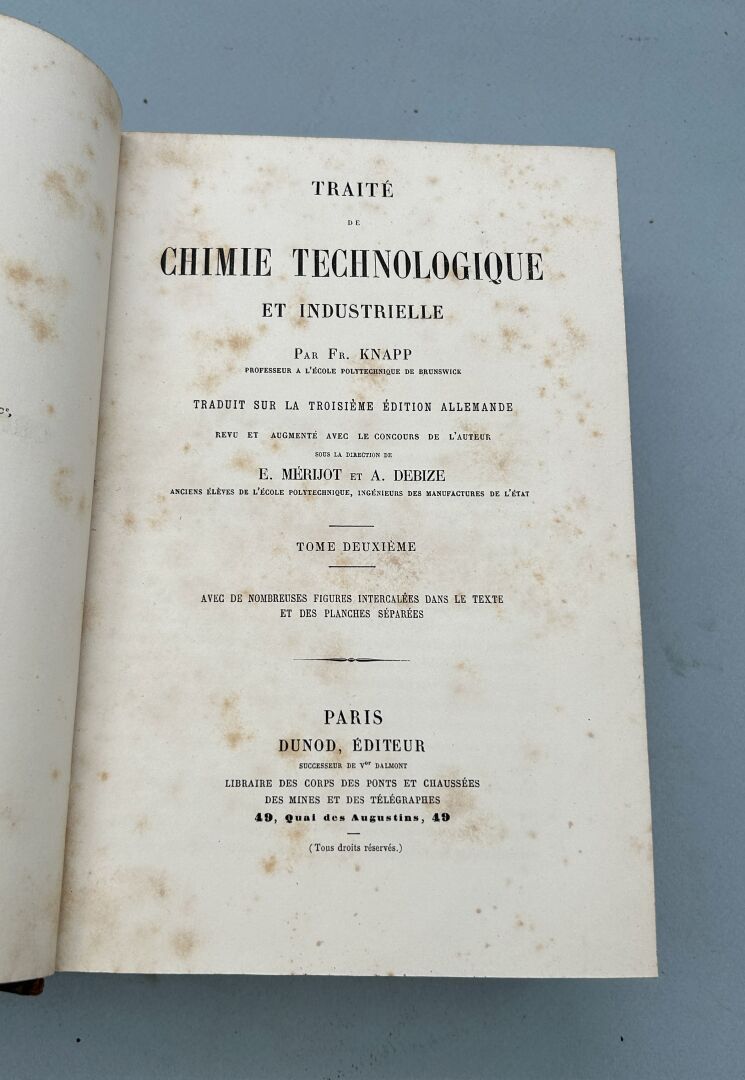 C°,
TRAITÉ
DE
CHIMIE TECHNOLOGIQUE
ET INDUSTRIELLE
PAR FR. KNAPP
PROFESSEUR A L'ÉCOLE POLYTECHNIQUE DE BRUNSWICK
TRADUIT SUR LA TROISIÈME ÉDITION ALLEMANDE
REVU ET AUGMENTÉ AVEC LE CONCOURS DE L'AUTEUR
SOUS LA DIRECTION DE
E. MÉRIJOT ET A. DEBIZE
ANCIENS ÉLÈVES DE L'ÉCOLE POLYTECHNIQUE, INGÉNIEURS DES MANUFACTURES DE L'ÉTAT
TOME DEUXIÈME
AVEC DE NOMBREUSES FIGURES INTERCALÉES DANS LE TEXTE
ET DES PLANCHES SÉPARÉES
PARIS
DUNOD, ÉDITEUR
SUCCESSEUR DE Vor DALMONT
LIBRAIRE DES CORPS DES PONTS ET CHAUSSÉES
DES MINES ET DES TÉLÉGRAPHES
49, Quai des Augustins, 49
(Tous droits réservés.)